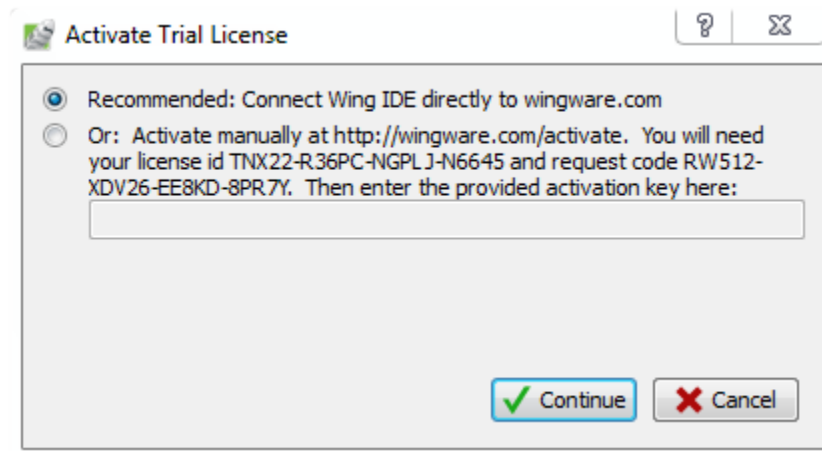 Activate Trial License
Recommended: Connect Wing IDE directly to wingware.com
Or:  Activate manually at http://wingware.com/activate.  You will need
your license id TNX22-R36PC-NGPLJ-N6645 and request code RW512-
XDV26-EE8KD-8PR7Y.  Then enter the provided activation key here:
Continue
Cancel